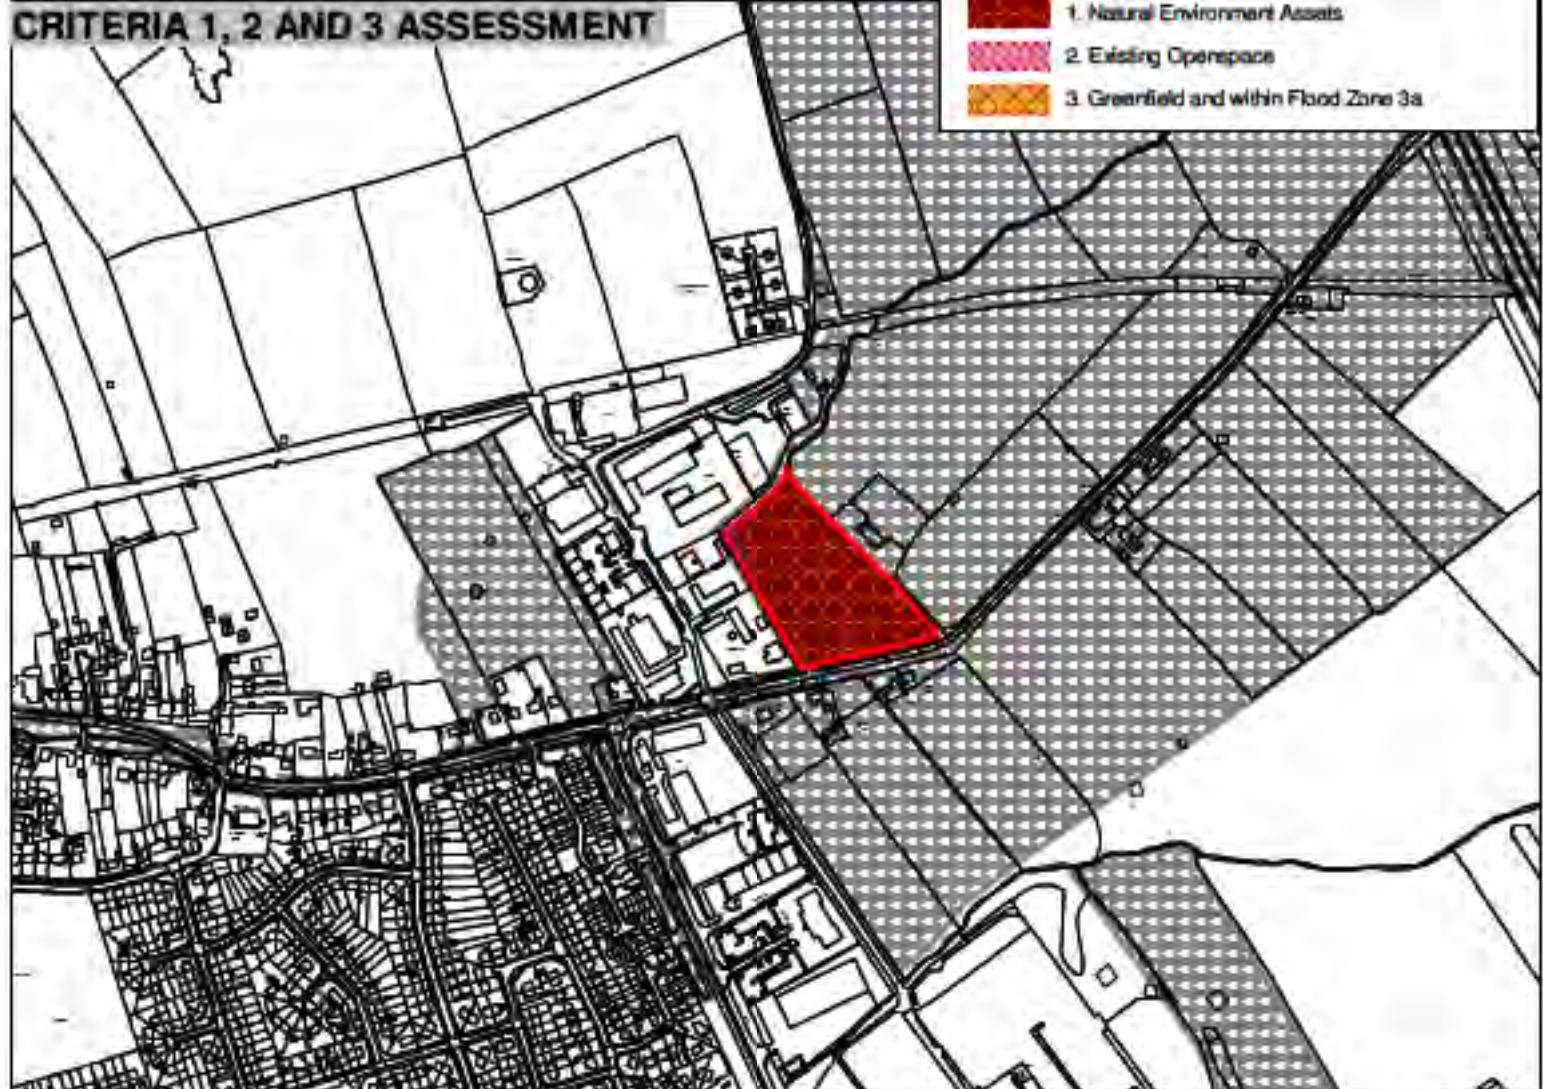 CRITERIA 1, 2 AND 3 ASSESSMENT
1. Natural Environment Assets
2. Existing Openspace
3. Greenfield and within Flood Zone 3a